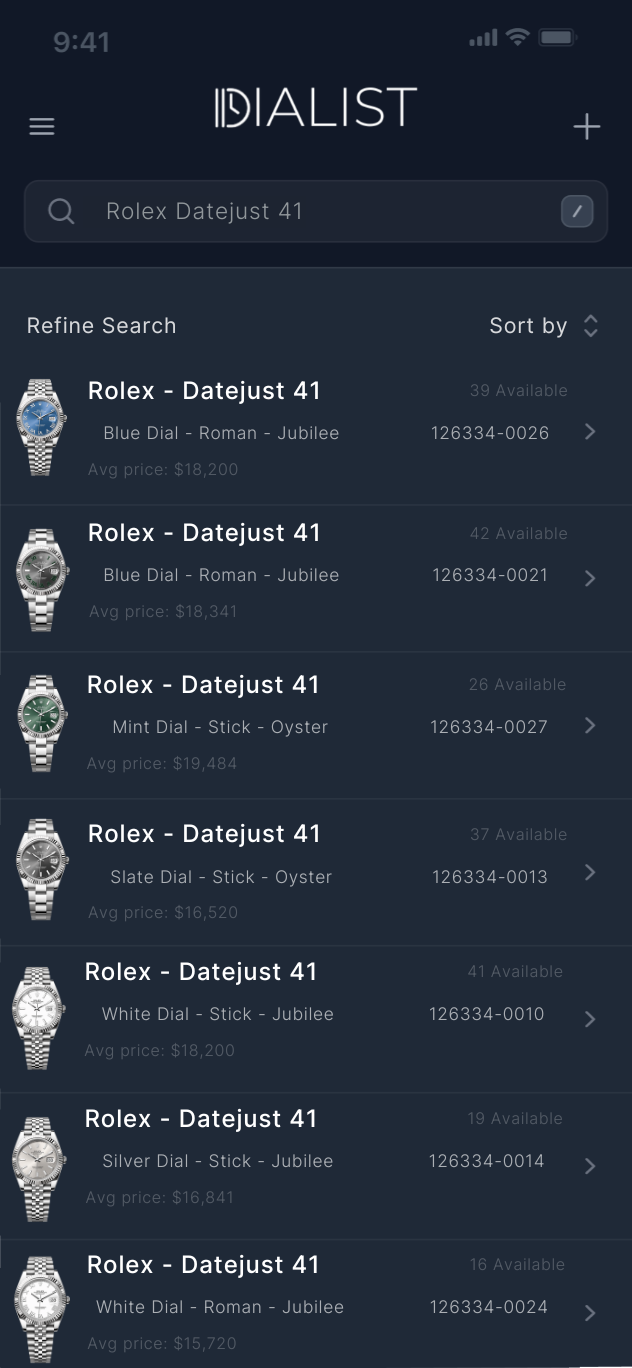 9:41
DIALIST
Rolex Datejust 41
Refine Search Sort by
Rolex - Datejust 41 39 Available
Blue Dial - Roman - Jubilee 126334-0026
Avg price: $18,200
Rolex - Datejust 41 42 Available
Blue Dial - Roman - Jubilee 126334-0021
Avg price: $18,341
Rolex - Datejust 41 26 Available
Mint Dial - Stick - Oyster 126334-0027
Avg price: $19,484
Rolex - Datejust 41 37 Available
Slate Dial - Stick - Oyster 126334-0013
Avg price: $16,520
Rolex - Datejust 41 41 Available
White Dial - Stick - Jubilee 126334-0010
Avg price: $18,200
Rolex - Datejust 41 19 Available
Silver Dial - Stick - Jubilee 126334-0014
Avg price: $16,841
Rolex - Datejust 41 16 Available
White Dial - Roman - Jubilee 126334-0024
Avg price: $15,720